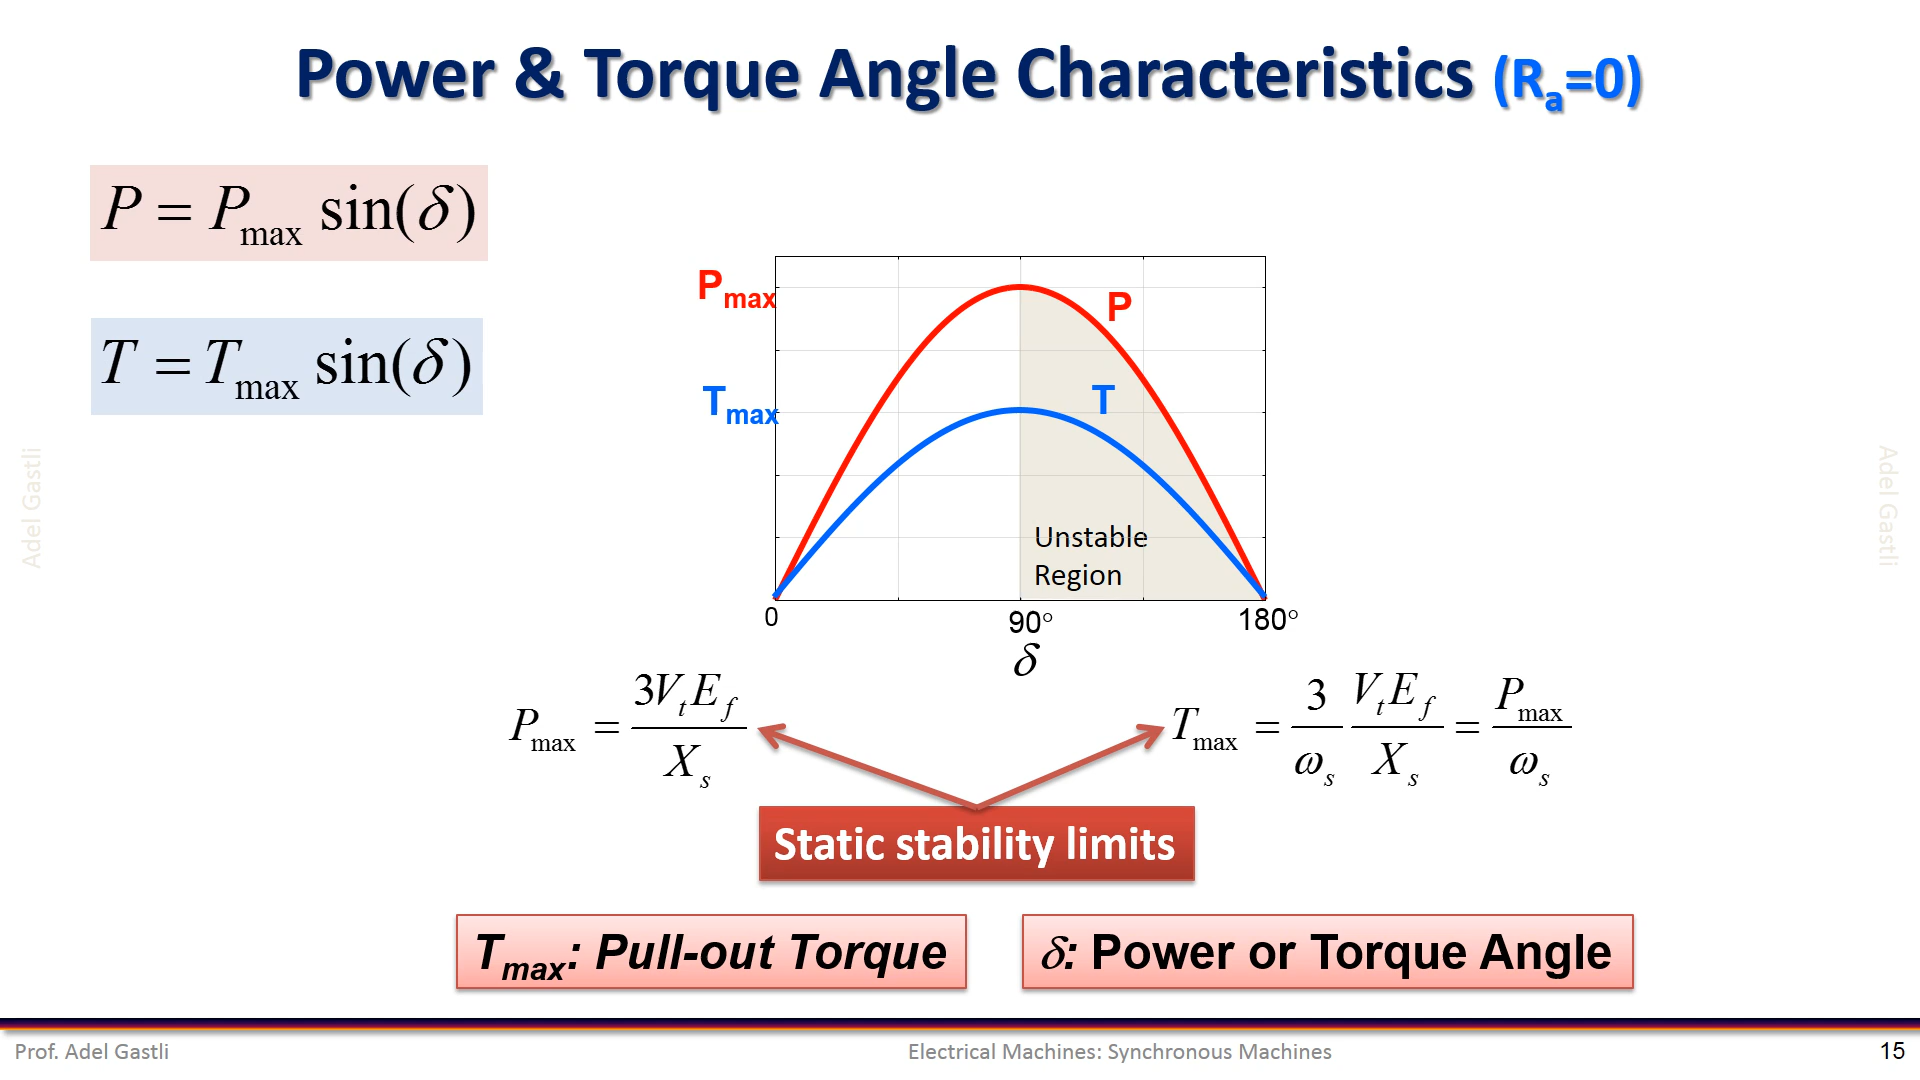 Power & Torque Angle Characteristics (Rₐ=0)
P = Pmax sin(δ)
T = Tmax sin(δ)
Pmax
P
Tmax
T
Unstable
Region
0
90°
180°
δ
Pmax = 3VtEf / Xs
Tmax = 3/ωs VtEf/Xs = Pmax/ωs
Static stability limits
Tmax: Pull-out Torque
δ: Power or Torque Angle
Adel Gastli
Adel Gastli
Prof. Adel Gastli
Electrical Machines: Synchronous Machines
15